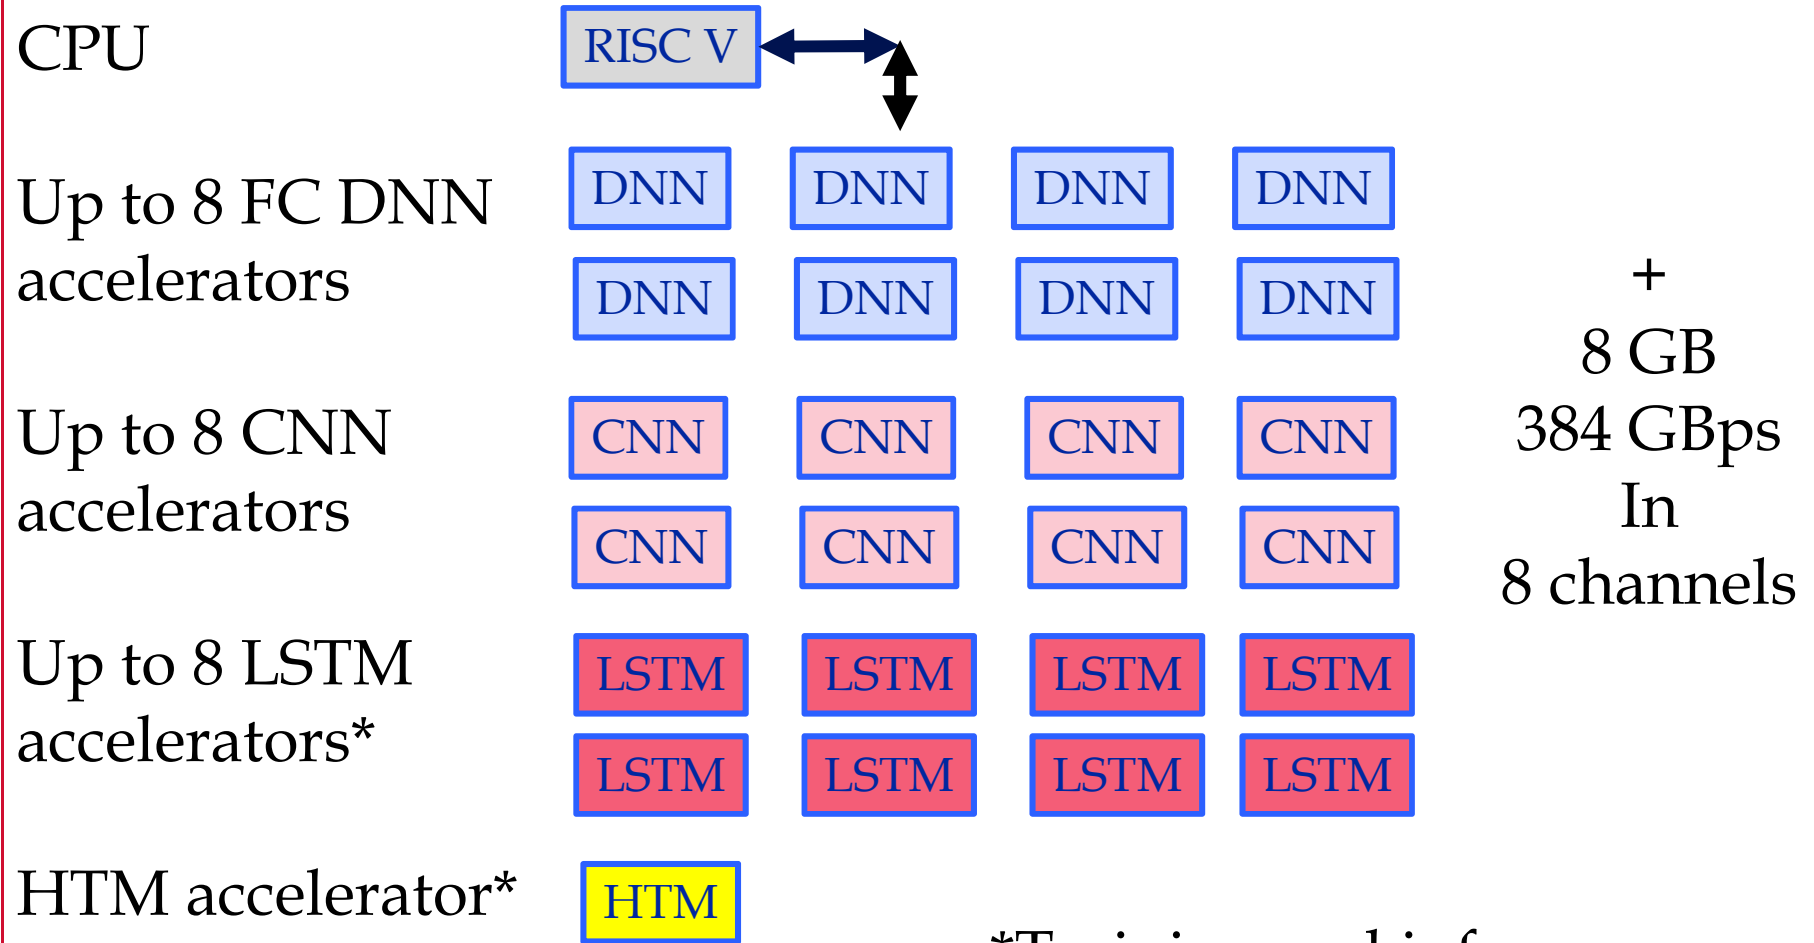 CPU
RISC V
Up to 8 FC DNN
accelerators
DNN DNN DNN DNN
DNN DNN DNN DNN
Up to 8 CNN
accelerators
CNN CNN CNN CNN
CNN CNN CNN CNN
Up to 8 LSTM
accelerators*
LSTM LSTM LSTM LSTM
LSTM LSTM LSTM LSTM
HTM accelerator*
HTM
+
8 GB
384 GBps
In
8 channels